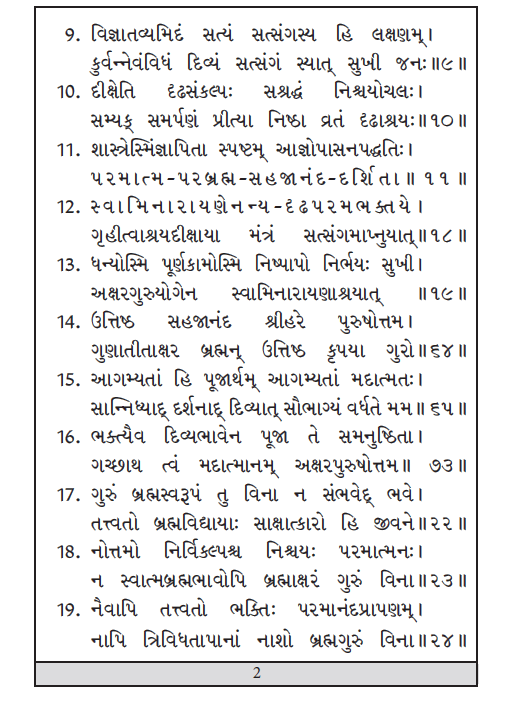 9. વિજ્ઞાતવ્યમિદં સત્યં સત્સંગસ્ય હિ લક્ષણમ્।
કુર્વન્નેવંવિધં દિવ્યં સત્સંગં સ્યાત્ સુખી જનઃ॥૯॥
10. દીક્ષેતિ દૃઢસંકલ્પઃ સશ્રદ્ધં નિશ્ચયોચલઃ।
સમ્યક્ સમર્પણં પ્રીત્યા નિષ્ઠા વ્રતં દૃઢાશ્રયઃ॥૧૦॥
11. શાસ્ત્રેસ્મિંજ્ઞાપિતા સ્પષ્ટમ્ આજ્ઞોપાસનપદ્ધતિઃ।
પરમાત્મ-પરબ્રહ્મ-સહજાનંદ-દર્શિતા॥ ૧૧ ॥
12. સ્વામિનારાયણેનન્ય-દૃઢપરમભક્તયે।
ગૃહીત્વાશ્રયદીક્ષાયા મંત્રં સત્સંગમાપ્નુયાત્॥૧૮॥
13. ધન્યોસ્મિ પૂર્ણકામોસ્મિ નિષ્પાપો નિર્ભયઃ સુખી।
અક્ષરગુરુયોગેન સ્વામિનારાયણાશ્રયાત્ ॥૧૯॥
14. ઉત્તિષ્ઠ સહજાનંદ શ્રીહરે પુરુષોત્તમ।
ગુણાતીતાક્ષર બ્રહ્મન્ ઉત્તિષ્ઠ કૃપયા ગુરો॥૬૪॥
15. આગમ્યતાં હિ પૂજાર્થમ્ આગમ્યતાં મદાત્મતઃ।
સાન્નિધ્યાદ્ દર્શનાદ્ દિવ્યાત્ સૌભાગ્યં વર્ધતે મમ॥૬૫॥
16. ભક્ત્યૈવ દિવ્યભાવેન પૂજા તે સમનુષ્ઠિતા।
ગચ્છાથ ત્વં મદાત્માનમ્ અક્ષરપુરુષોત્તમ॥ ૭૩॥
17. ગુરું બ્રહ્મસ્વરૂપં તુ વિના ન સંભવેદ્ ભવે।
તત્ત્વતો બ્રહ્મવિદ્યાયાઃ સાક્ષાત્કારો હિ જીવને॥૨૨॥
18. નોત્તમો નિર્વિકલ્પશ્ચ નિશ્ચયઃ પરમાત્મનઃ।
ન સ્વાત્મબ્રહ્મભાવોપિ બ્રહ્માક્ષરં ગુરું વિના॥૨૩॥
19. નૈવાપિ તત્ત્વતો ભક્તિઃ પરમાનંદપ્રાપણમ્।
નાપિ ત્રિવિધતાપાનાં નાશો બ્રહ્મગુરું વિના॥૨૪॥
2